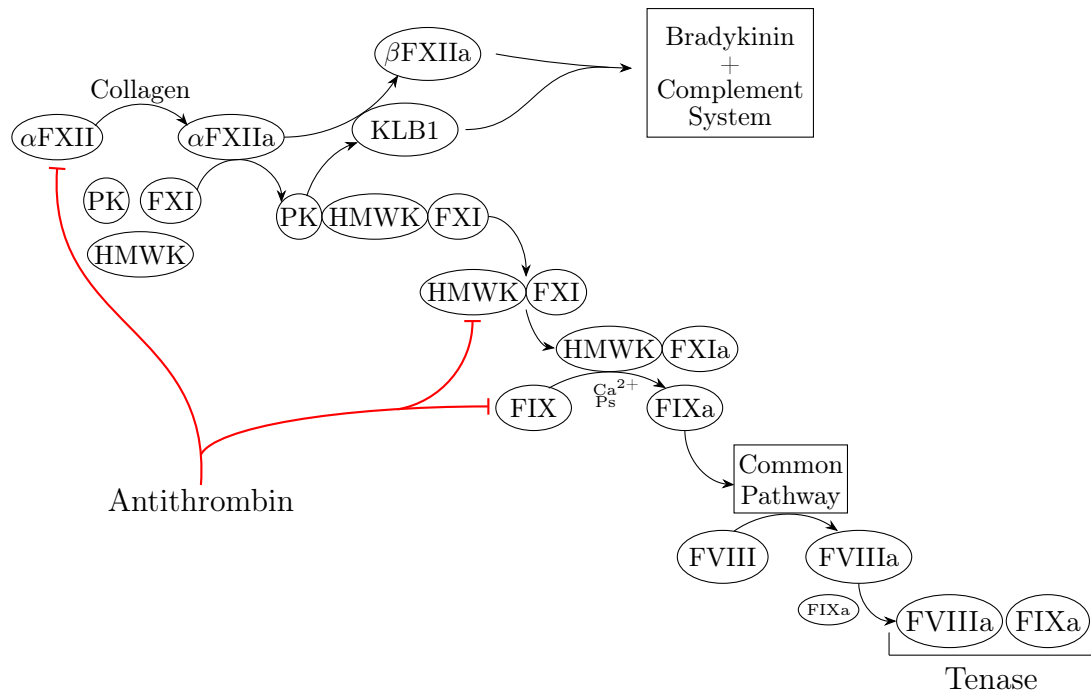 βFXIIa
Bradykinin
+
Complement
System
Collagen
αFXII
αFXIIa
KLB1
PK
FXI
HMWK
PK
HMWK
FXI
HMWK
FXI
HMWK
FXIa
Ca2+
Ps
FIX
FIXa
Common
Pathway
Antithrombin
FVIII
FVIIIa
FIXa
FVIIIa
FIXa
Tenase